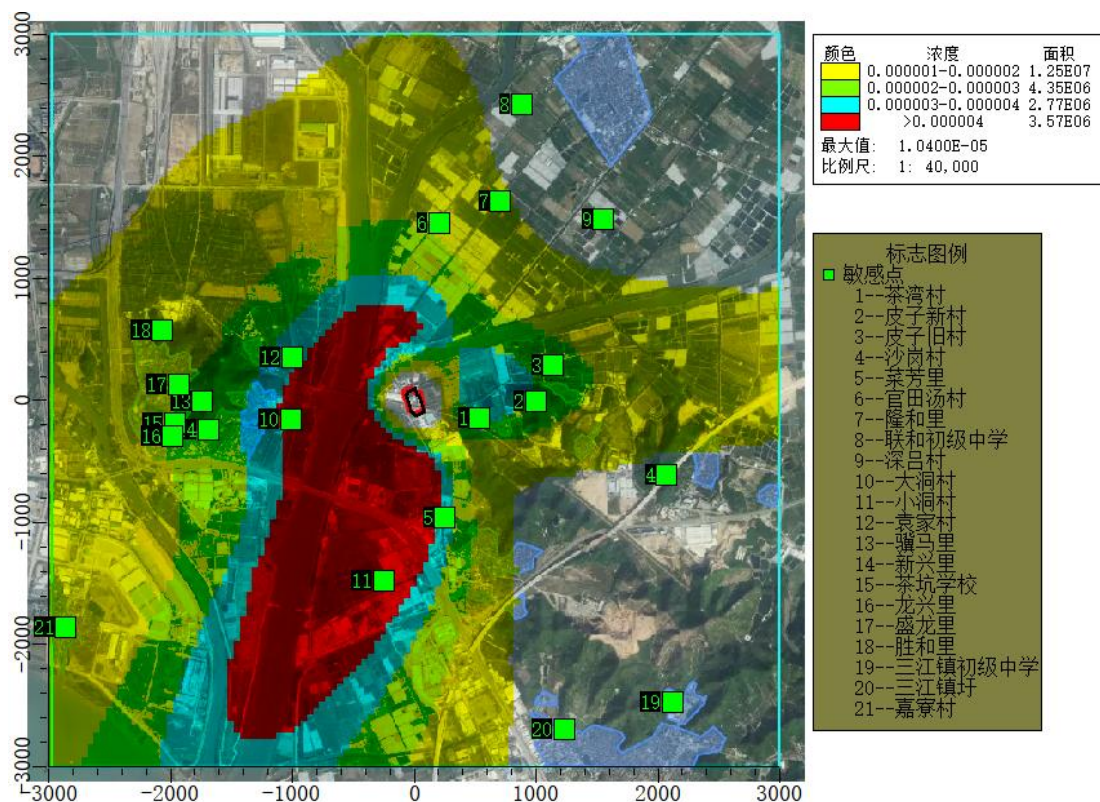 颜色 浓度 面积
0.000001-0.000002 1.25E07
0.000002-0.000003 4.35E06
0.000003-0.000004 2.77E06
>0.000004 3.57E06
最大值: 1.0400E-05
比例尺: 1: 40,000
标志图例
敏感点
1--茶湾村
2--皮子新村
3--皮子旧村
4--沙岗村
5--菜芳里
6--官田汤村
7--隆和里
8--联和初级中学
9--深吕村
10--大洞村
11--小洞村
12--袁家村
13--骥马里
14--新兴里
15--茶坑学校
16--龙兴里
17--盛龙里
18--胜和里
19--三江镇初级中学
20--三江镇圩
21--嘉寮村
3000
2000
1000
0
-1000
-2000
-3000
-3000 -2000 -1000 0 1000 2000 3000
8
7
9
6
18
3
12
17
13
2
10
1
15
14
16
4
5
11
21
19
20